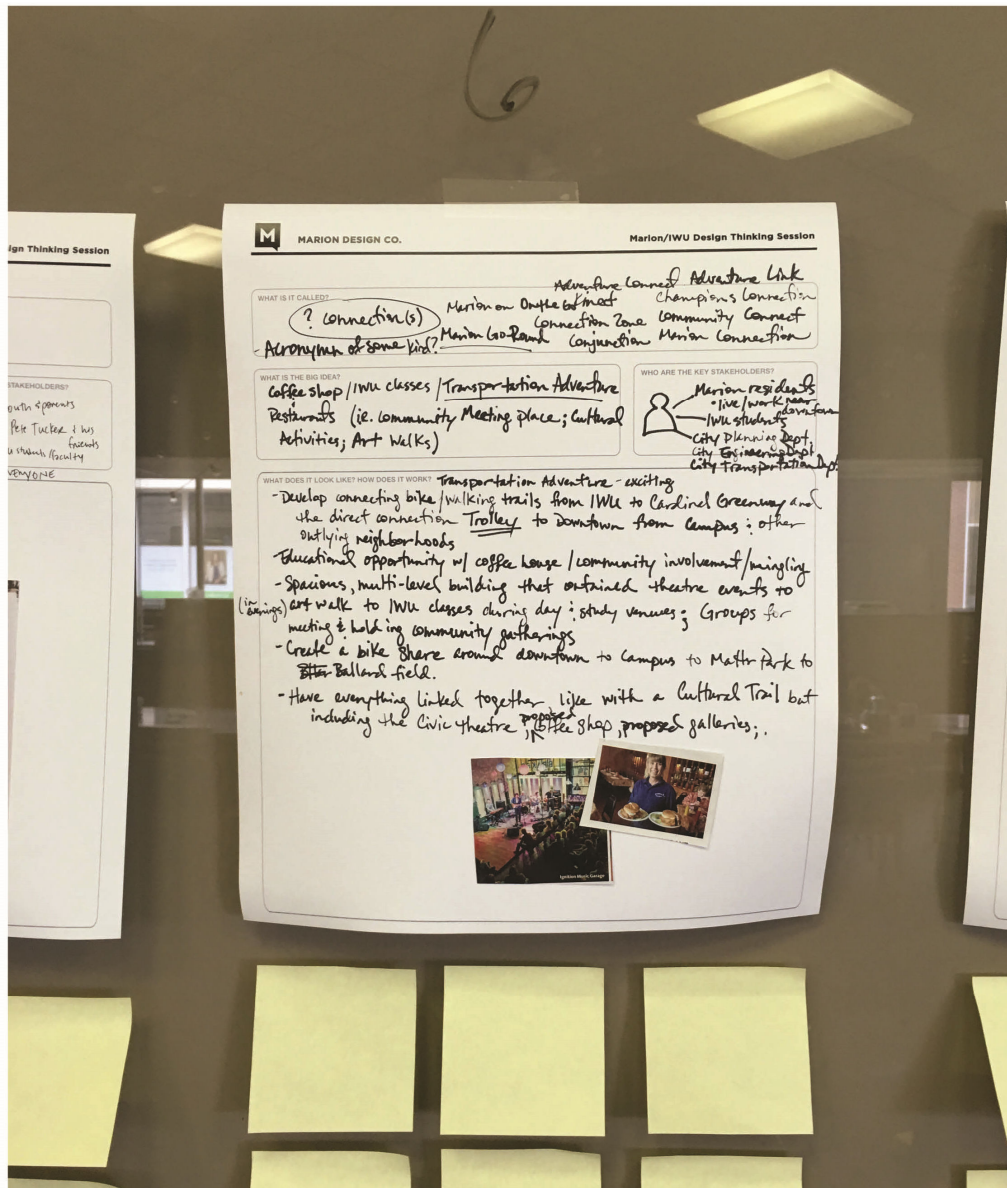 6
ign Thinking Session
STAKEHOLDERS?
outh & parents
Pete Tucker & his
friends
u students/faculty
VERYONE
M MARION DESIGN CO.
Marion/IWU Design Thinking Session
WHAT IS IT CALLED?
Adventure Connect Adventure Link
? connection(s)
Marion on
Champions Connection
Connection Zone Community Connect
- Acronymn of some kind? Marion Go-Round Conjunction Marion Connection
WHAT IS THE BIG IDEA?
Coffee shop/IWU classes/Transportation Adventure
Restaurants (ie. community Meeting place; Cultural
Activities; Art Walks)
WHO ARE THE KEY STAKEHOLDERS?
Marion residents
• live/work near
downtown
IWU students
City Planning Dept.
City Engineering Dept
City Transportation Dept.
WHAT DOES IT LOOK LIKE? HOW DOES IT WORK? Transportation Adventure - exciting
- Develop connecting bike/walking trails from IWU to Cardinal Greenway and
the direct connection Trolley to Downtown from campus & other
outlying neighborhoods
- Educational opportunity w/ coffee house/community involvement/mingling
- Spacious, multi-level building that ontained theatre events to
(in evenings) art walk to IWU classes during day & study venues; Groups for
meeting & holding community gatherings
- Create a bike share around downtown to Campus to Matter Park to
Ballard field.
- Have everything linked together like with a Cultural Trail but
including the Civic theatre, proposed coffee shop, proposed galleries;.
Ignition Music Garage